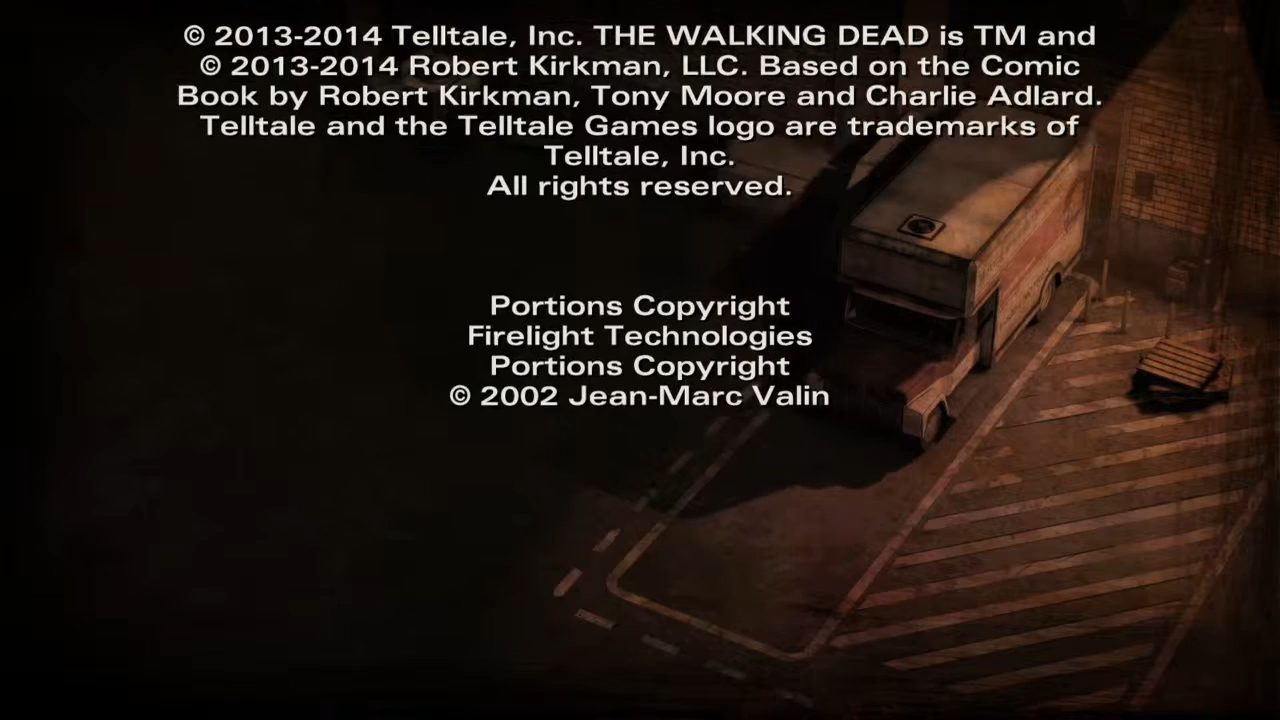 © 2013-2014 Telltale, Inc. THE WALKING DEAD is TM and
© 2013-2014 Robert Kirkman, LLC. Based on the Comic
Book by Robert Kirkman, Tony Moore and Charlie Adlard.
Telltale and the Telltale Games logo are trademarks of
Telltale, Inc.
All rights reserved.
Portions Copyright
Firelight Technologies
Portions Copyright
© 2002 Jean-Marc Valin